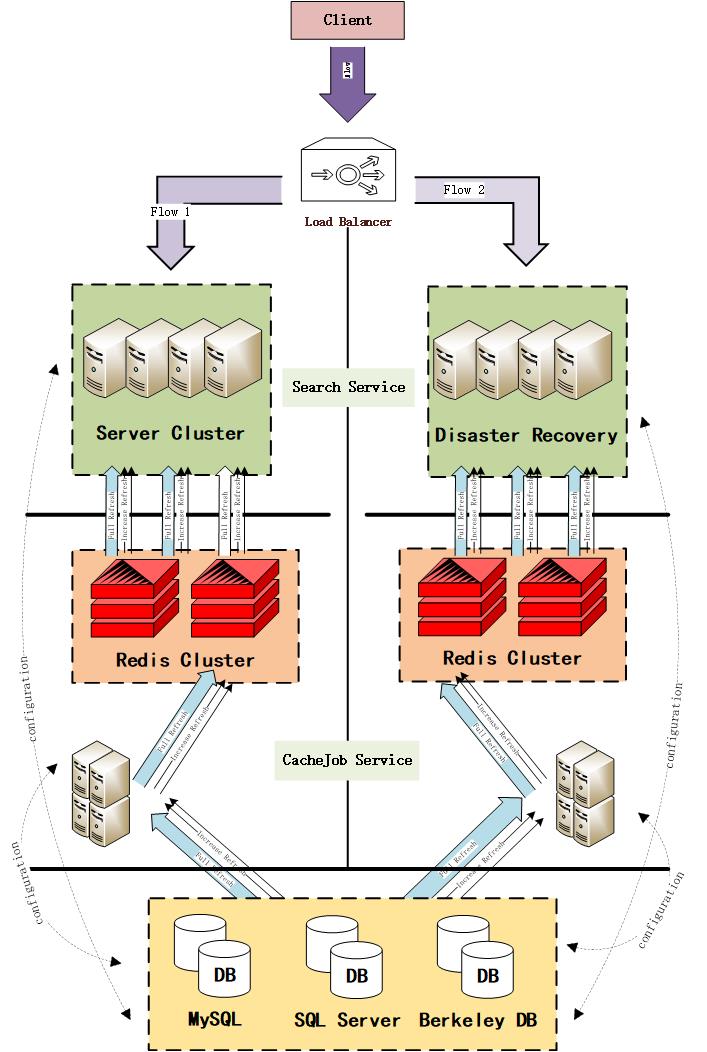 Client
flow
Flow 1
Flow 2
Load Balancer
Search Service
Server Cluster
Disaster Recovery
Full Refresh
Increase Refresh
Full Refresh
Increase Refresh
Full Refresh
Increase Refresh
Full Refresh
Increase Refresh
Full Refresh
Increase Refresh
Full Refresh
Increase Refresh
Redis Cluster
Redis Cluster
configuration
configuration
Full Refresh
Increase Refresh
Increase Refresh
Full Refresh
CacheJob Service
configuration
configuration
Increase Refresh
Full Refresh
Full Refresh
Increase Refresh
DB
DB
DB
MySQL
SQL Server
Berkeley DB